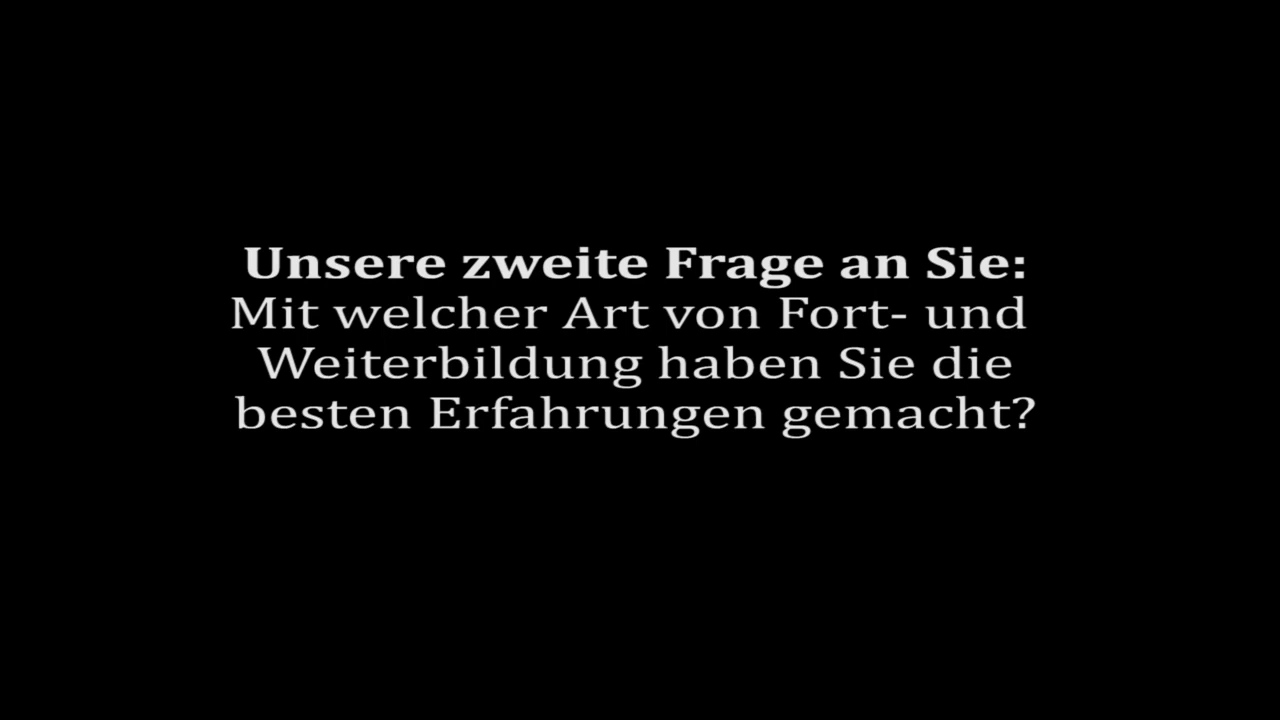 Unsere zweite Frage an Sie:
Mit welcher Art von Fort- und
Weiterbildung haben Sie die
besten Erfahrungen gemacht?